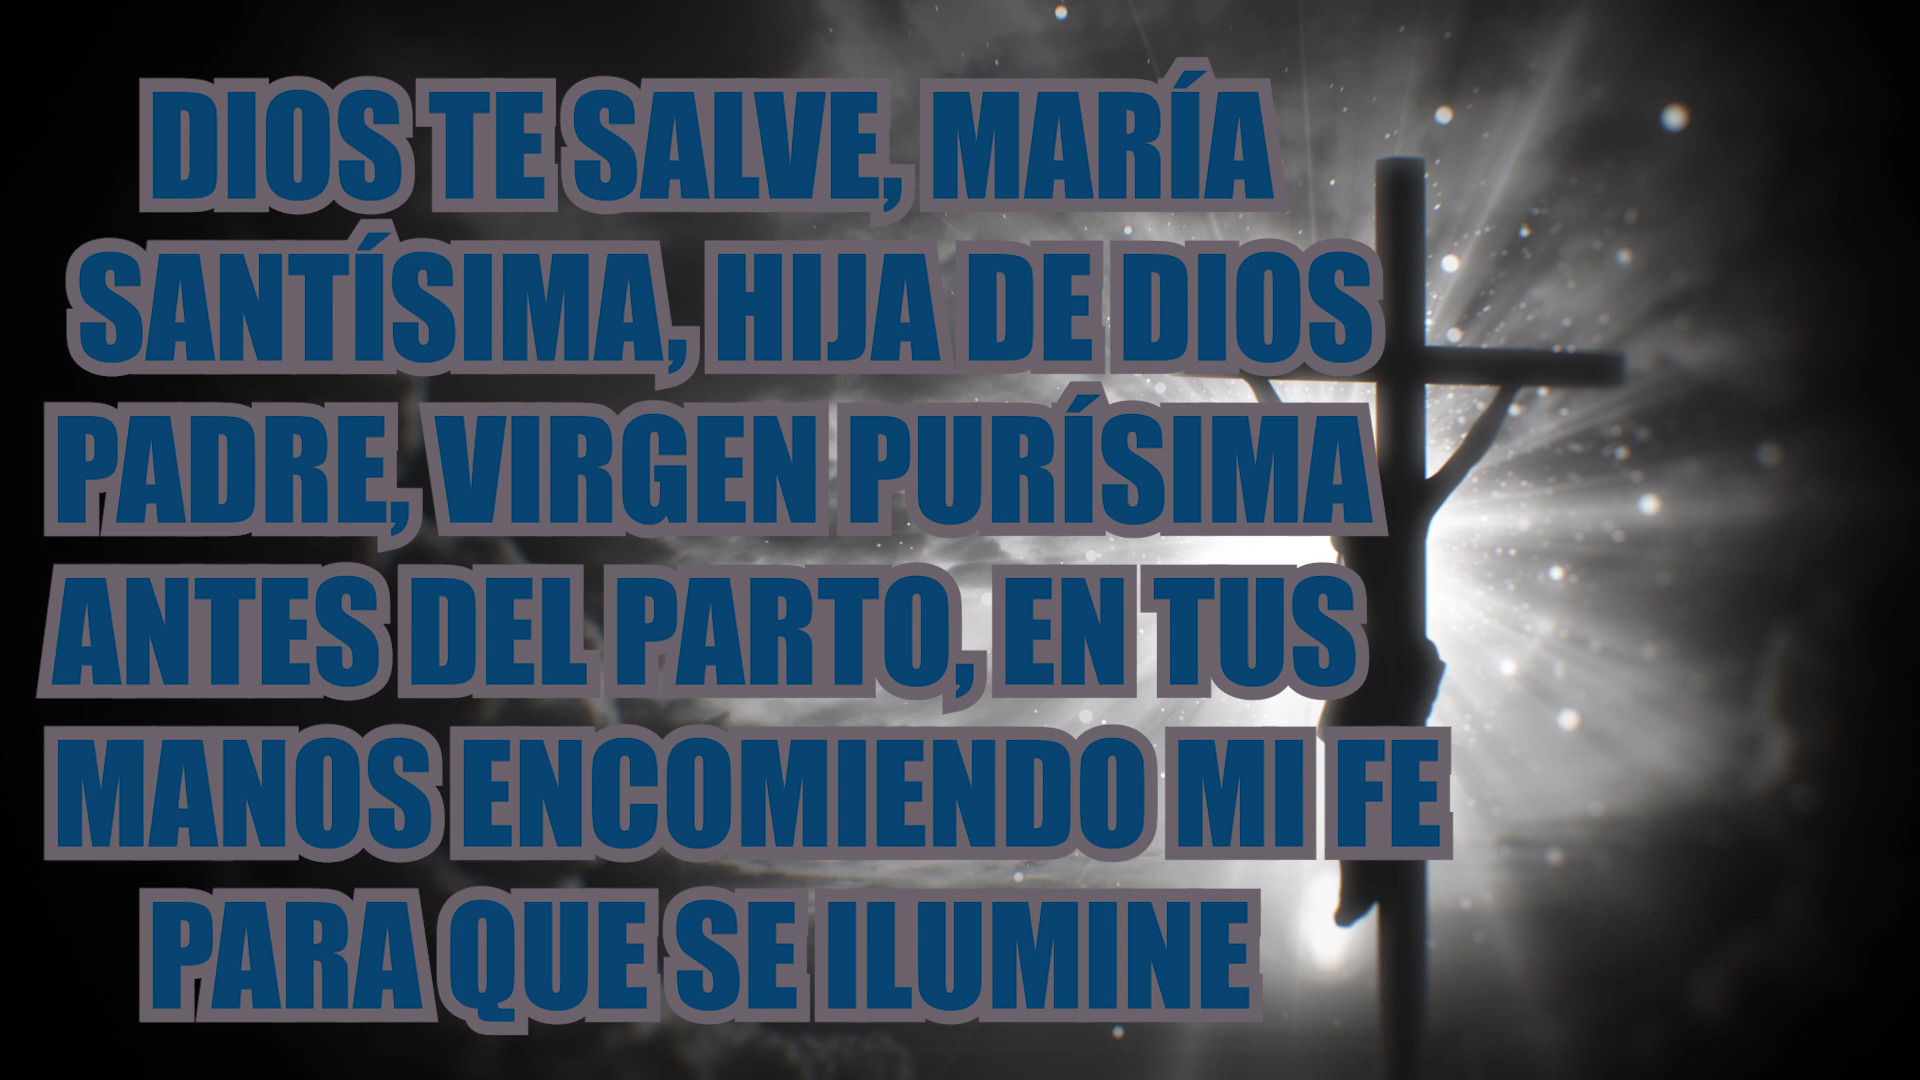 DIOS TE SALVE, MARÍA
SANTÍSIMA, HIJA DE DIOS
PADRE, VIRGEN PURÍSIMA
ANTES DEL PARTO, EN TUS
MANOS ENCOMIENDO MI FE
PARA QUE SE ILUMINE